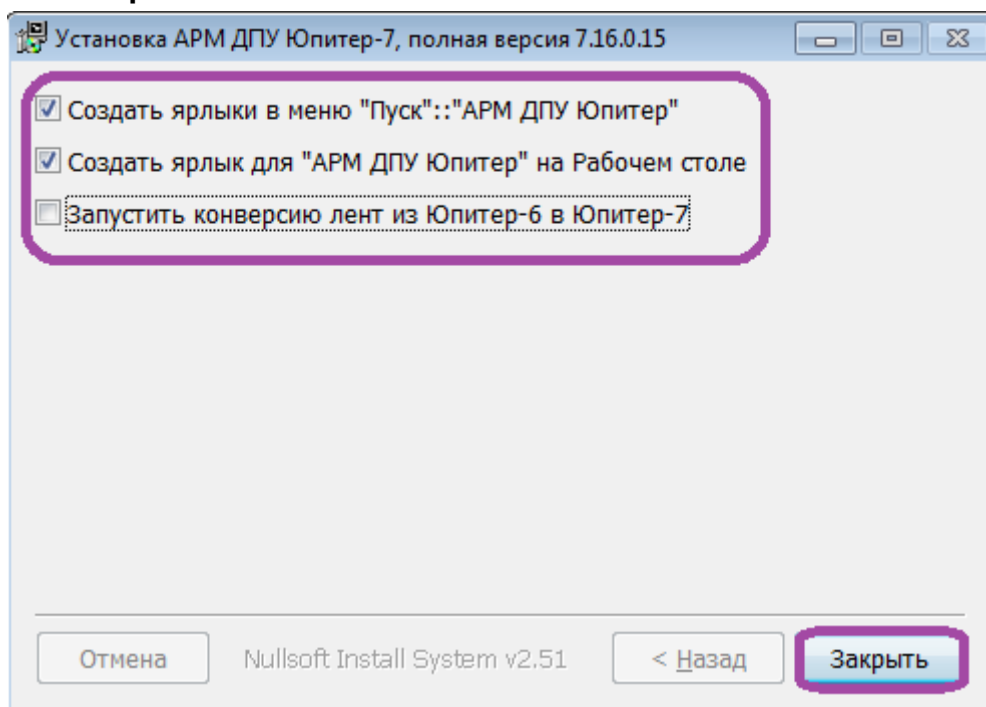 Установка АРМ ДПУ Юпитер-7, полная версия 7.16.0.15
Создать ярлыки в меню "Пуск"::"АРМ ДПУ Юпитер"
Создать ярлык для "АРМ ДПУ Юпитер" на Рабочем столе
Запустить конверсию лент из Юпитер-6 в Юпитер-7
Отмена
Nullsoft Install System v2.51
< Назад
Закрыть